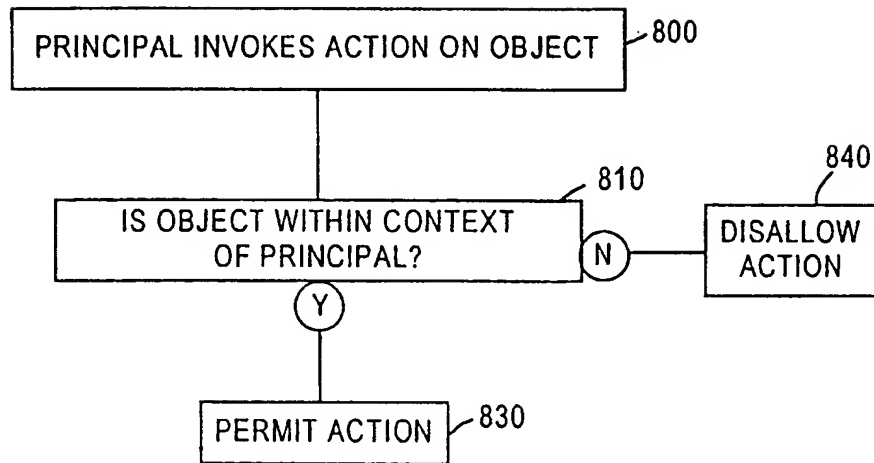 PRINCIPAL INVOKES ACTION ON OBJECT
800
810
IS OBJECT WITHIN CONTEXT
OF PRINCIPAL?
N
840
DISALLOW
ACTION
Y
PERMIT ACTION
830